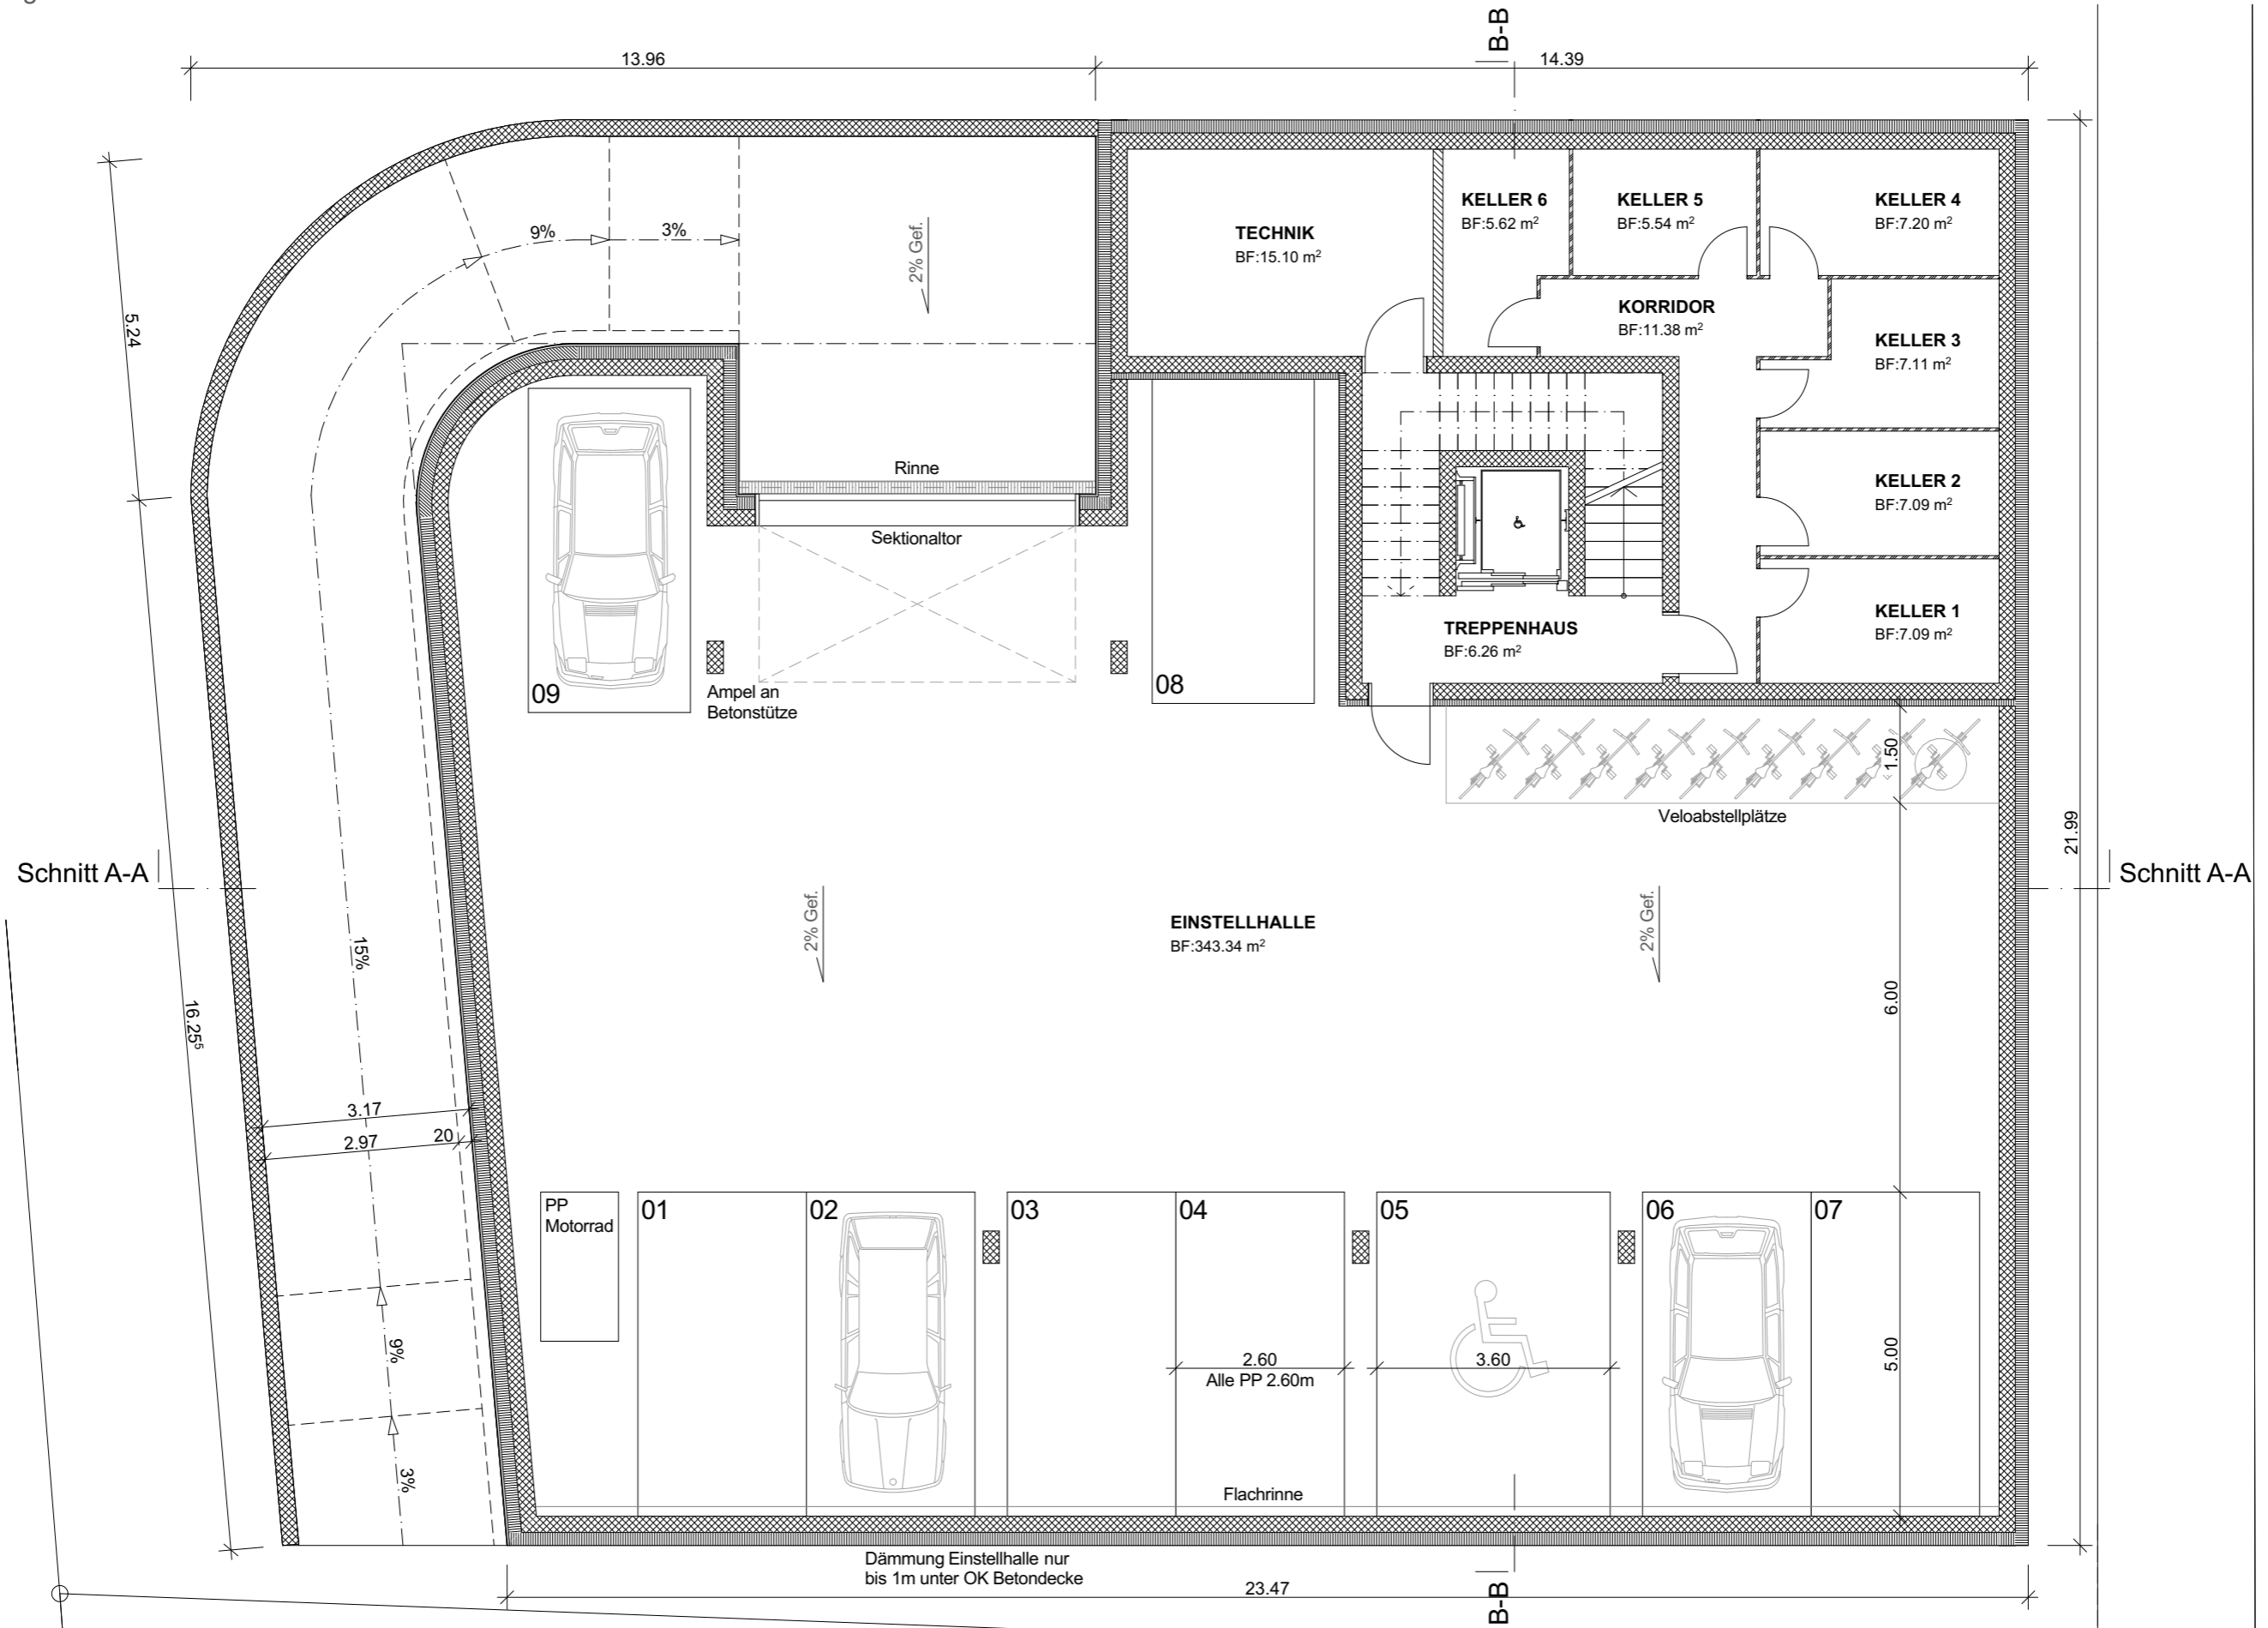 B-B
13.96
14.39
KELLER 6
BF:5.62 m²
KELLER 5
BF:5.54 m²
KELLER 4
BF:7.20 m²
TECHNIK
BF:15.10 m²
9%
3%
2% Gef.
5.24
KORRIDOR
BF:11.38 m²
KELLER 3
BF:7.11 m²
Rinne
KELLER 2
BF:7.09 m²
Sektionaltor
KELLER 1
BF:7.09 m²
TREPPENHAUS
BF:6.26 m²
09
Ampel an
Betonstütze
08
1.50
Veloabstellplätze
21.99
Schnitt A-A
Schnitt A-A
2% Gef.
EINSTELLHALLE
BF:343.34 m²
2% Gef.
15%
16.25⁵
6.00
3.17
2.97
20
PP
Motorrad
01
02
03
04
05
06
07
9%
2.60
Alle PP 2.60m
3.60
5.00
3%
Flachrinne
Dämmung Einstellhalle nur
bis 1m unter OK Betondecke
23.47
B-B